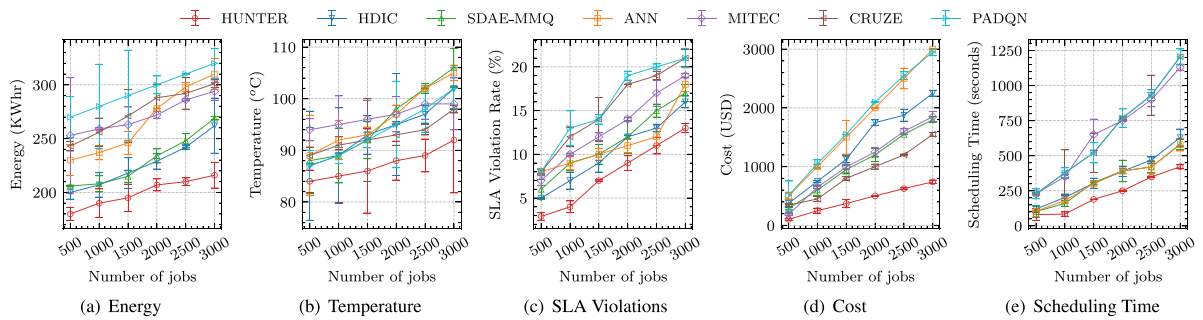 HUNTER HDIC SDAE-MMQ ANN MITEC CRUZE PADQN
Energy (KWhr)
300
250
200
500 1000 1500 2000 2500 3000
Number of jobs
(a) Energy
Temperature (°C)
110
100
90
80
500 1000 1500 2000 2500 3000
Number of jobs
(b) Temperature
SLA Violation Rate (%)
20
15
10
5
500 1000 1500 2000 2500 3000
Number of jobs
(c) SLA Violations
Cost (USD)
3000
2000
1000
0
500 1000 1500 2000 2500 3000
Number of jobs
(d) Cost
Scheduling Time (seconds)
1250
1000
750
500
250
0
500 1000 1500 2000 2500 3000
Number of jobs
(e) Scheduling Time